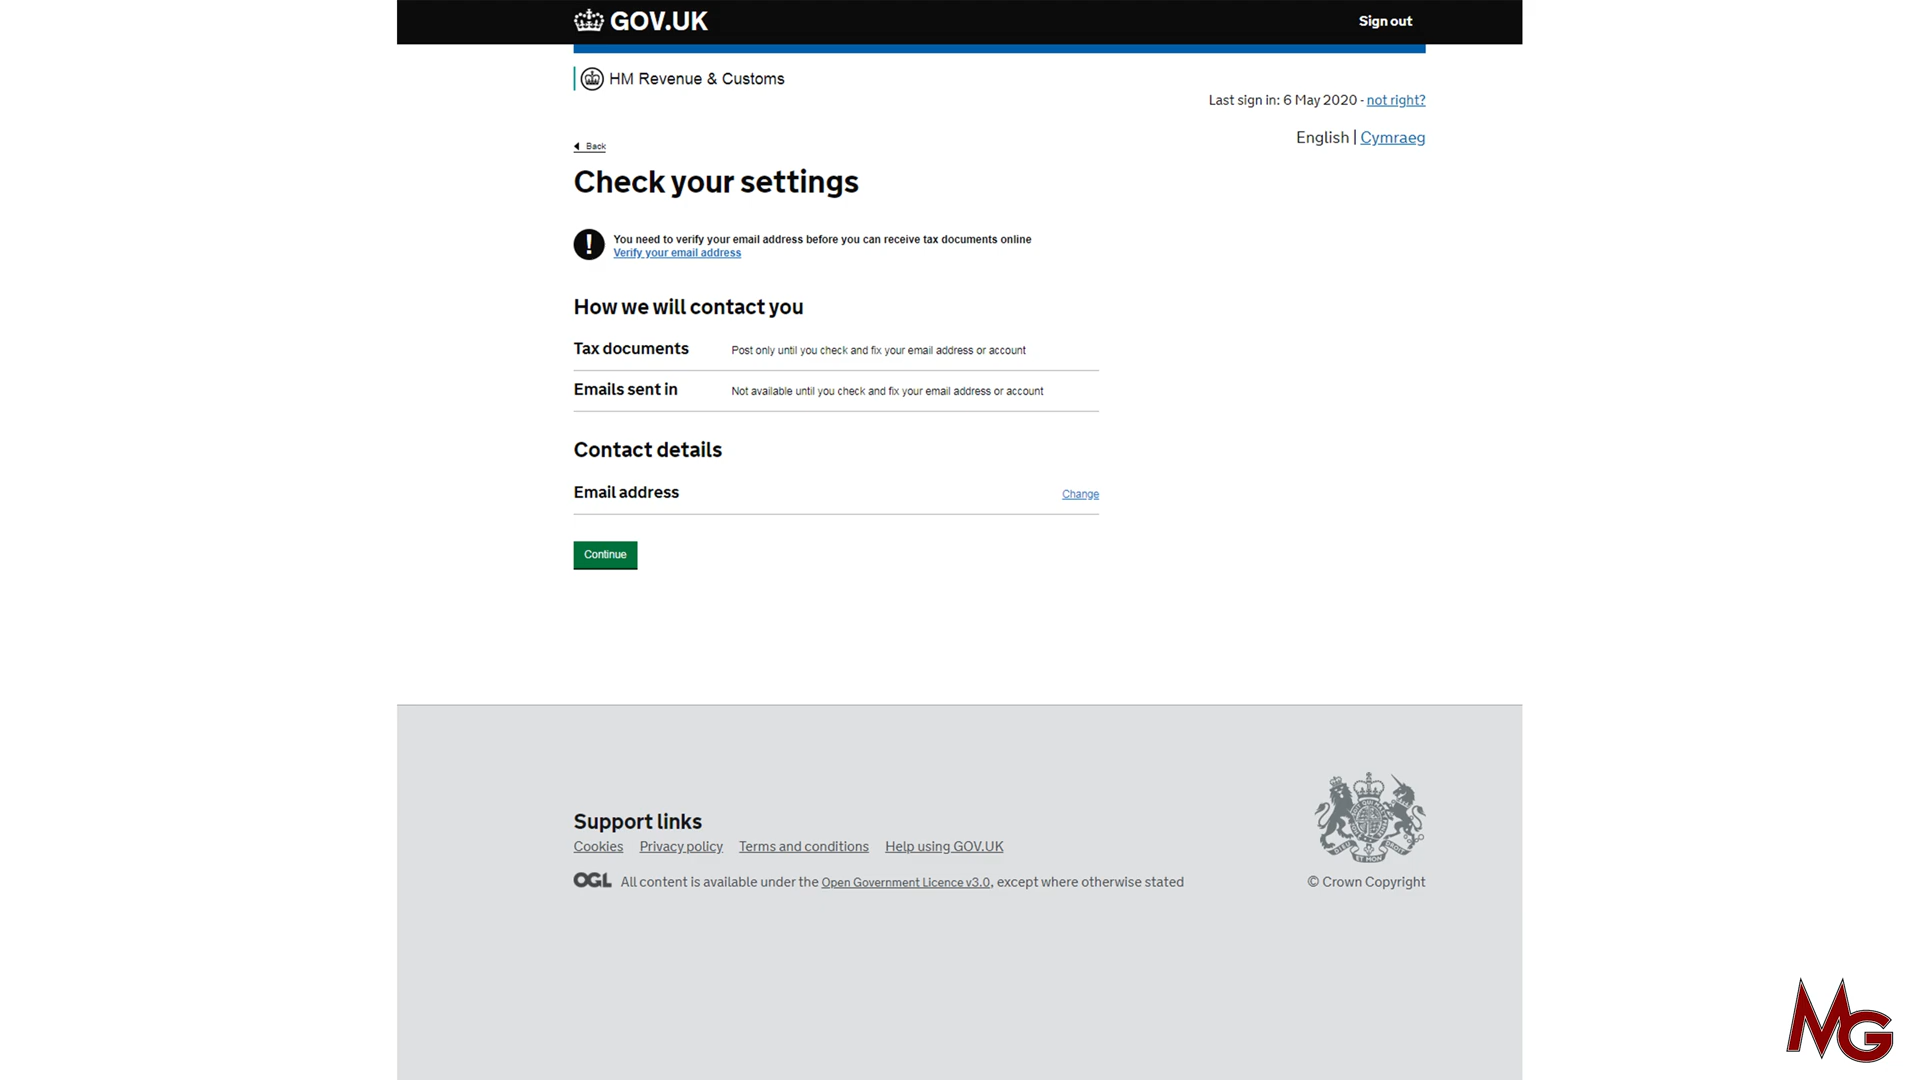 GOV.UK
Sign out
HM Revenue & Customs
Last sign in: 6 May 2020 - not right?
English | Cymraeg
Back
Check your settings
! You need to verify your email address before you can receive tax documents online
Verify your email address
How we will contact you
Tax documents Post only until you check and fix your email address or account
Emails sent in Not available until you check and fix your email address or account
Contact details
Email address Change
Continue
Support links
Cookies Privacy policy Terms and conditions Help using GOV.UK
OGL All content is available under the Open Government Licence v3.0, except where otherwise stated
DIEU ET MON DROIT
© Crown Copyright
MG